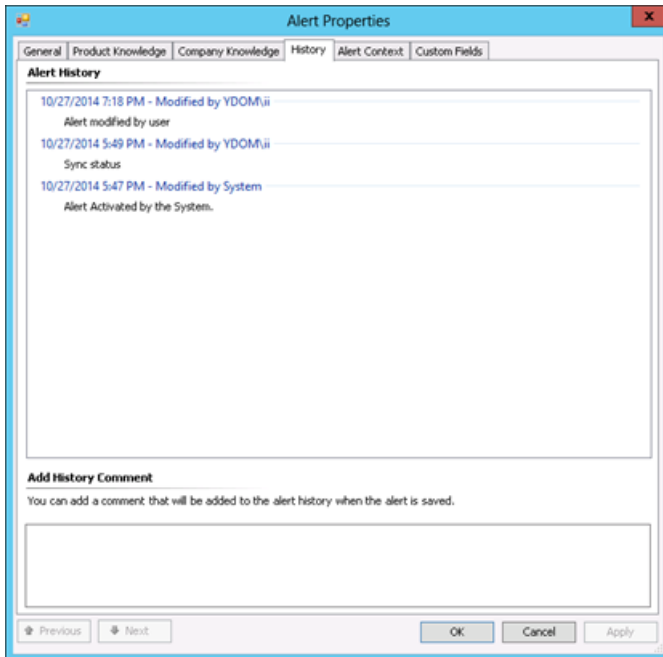 Alert Properties
x
General Product Knowledge Company Knowledge History Alert Context Custom Fields
Alert History
10/27/2014 7:18 PM - Modified by YDOM\ii
Alert modified by user
10/27/2014 5:49 PM - Modified by YDOM\ii
Sync status
10/27/2014 5:47 PM - Modified by System
Alert Activated by the System.
Add History Comment
You can add a comment that will be added to the alert history when the alert is saved.
Previous Next OK Cancel Apply